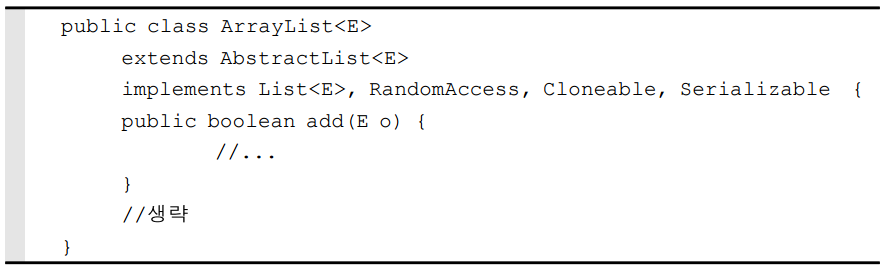 public class ArrayList<E>
extends AbstractList<E>
implements List<E>, RandomAccess, Cloneable, Serializable {
public boolean add(E o) {
//...
}
//생략
}